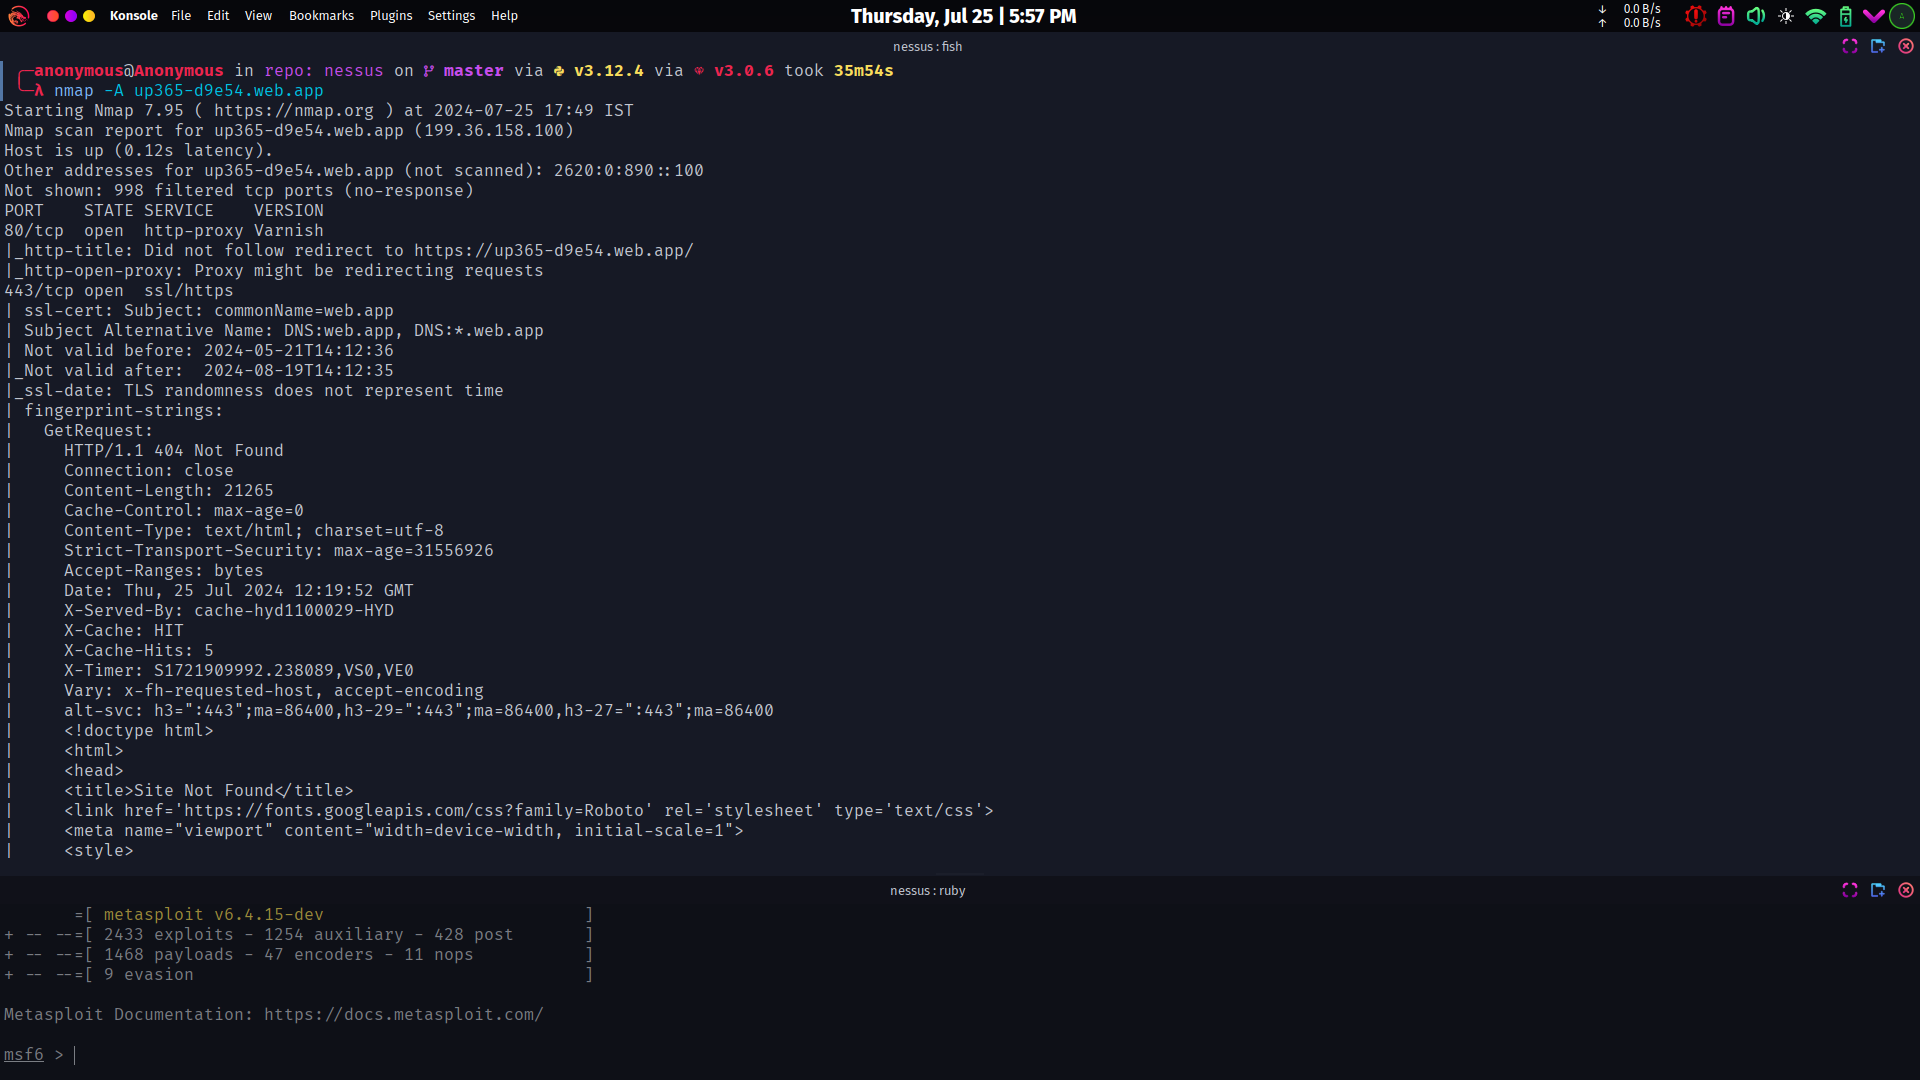 Konsole File Edit View Bookmarks Plugins Settings Help
Thursday, Jul 25 | 5:57 PM
↓ 0.0 B/s
↑ 0.0 B/s
nessus : fish
anonymous@Anonymous in repo: nessus on master via v3.12.4 via v3.0.6 took 35m54s
λ nmap -A up365-d9e54.web.app
Starting Nmap 7.95 ( https://nmap.org ) at 2024-07-25 17:49 IST
Nmap scan report for up365-d9e54.web.app (199.36.158.100)
Host is up (0.12s latency).
Other addresses for up365-d9e54.web.app (not scanned): 2620:0:890::100
Not shown: 998 filtered tcp ports (no-response)
PORT    STATE SERVICE    VERSION
80/tcp  open  http-proxy Varnish
|_http-title: Did not follow redirect to https://up365-d9e54.web.app/
|_http-open-proxy: Proxy might be redirecting requests
443/tcp open  ssl/https
| ssl-cert: Subject: commonName=web.app
| Subject Alternative Name: DNS:web.app, DNS:*.web.app
| Not valid before: 2024-05-21T14:12:36
|_Not valid after:  2024-08-19T14:12:35
|_ssl-date: TLS randomness does not represent time
| fingerprint-strings:
|   GetRequest:
|     HTTP/1.1 404 Not Found
|     Connection: close
|     Content-Length: 21265
|     Cache-Control: max-age=0
|     Content-Type: text/html; charset=utf-8
|     Strict-Transport-Security: max-age=31556926
|     Accept-Ranges: bytes
|     Date: Thu, 25 Jul 2024 12:19:52 GMT
|     X-Served-By: cache-hyd1100029-HYD
|     X-Cache: HIT
|     X-Cache-Hits: 5
|     X-Timer: S1721909992.238089,VS0,VE0
|     Vary: x-fh-requested-host, accept-encoding
|     alt-svc: h3=":443";ma=86400,h3-29=":443";ma=86400,h3-27=":443";ma=86400
|     <!doctype html>
|     <html>
|     <head>
|     <title>Site Not Found</title>
|     <link href='https://fonts.googleapis.com/css?family=Roboto' rel='stylesheet' type='text/css'>
|     <meta name="viewport" content="width=device-width, initial-scale=1">
|     <style>
nessus : ruby
       =[ metasploit v6.4.15-dev                          ]
+ -- --=[ 2433 exploits - 1254 auxiliary - 428 post       ]
+ -- --=[ 1468 payloads - 47 encoders - 11 nops           ]
+ -- --=[ 9 evasion                                       ]
Metasploit Documentation: https://docs.metasploit.com/
msf6 >